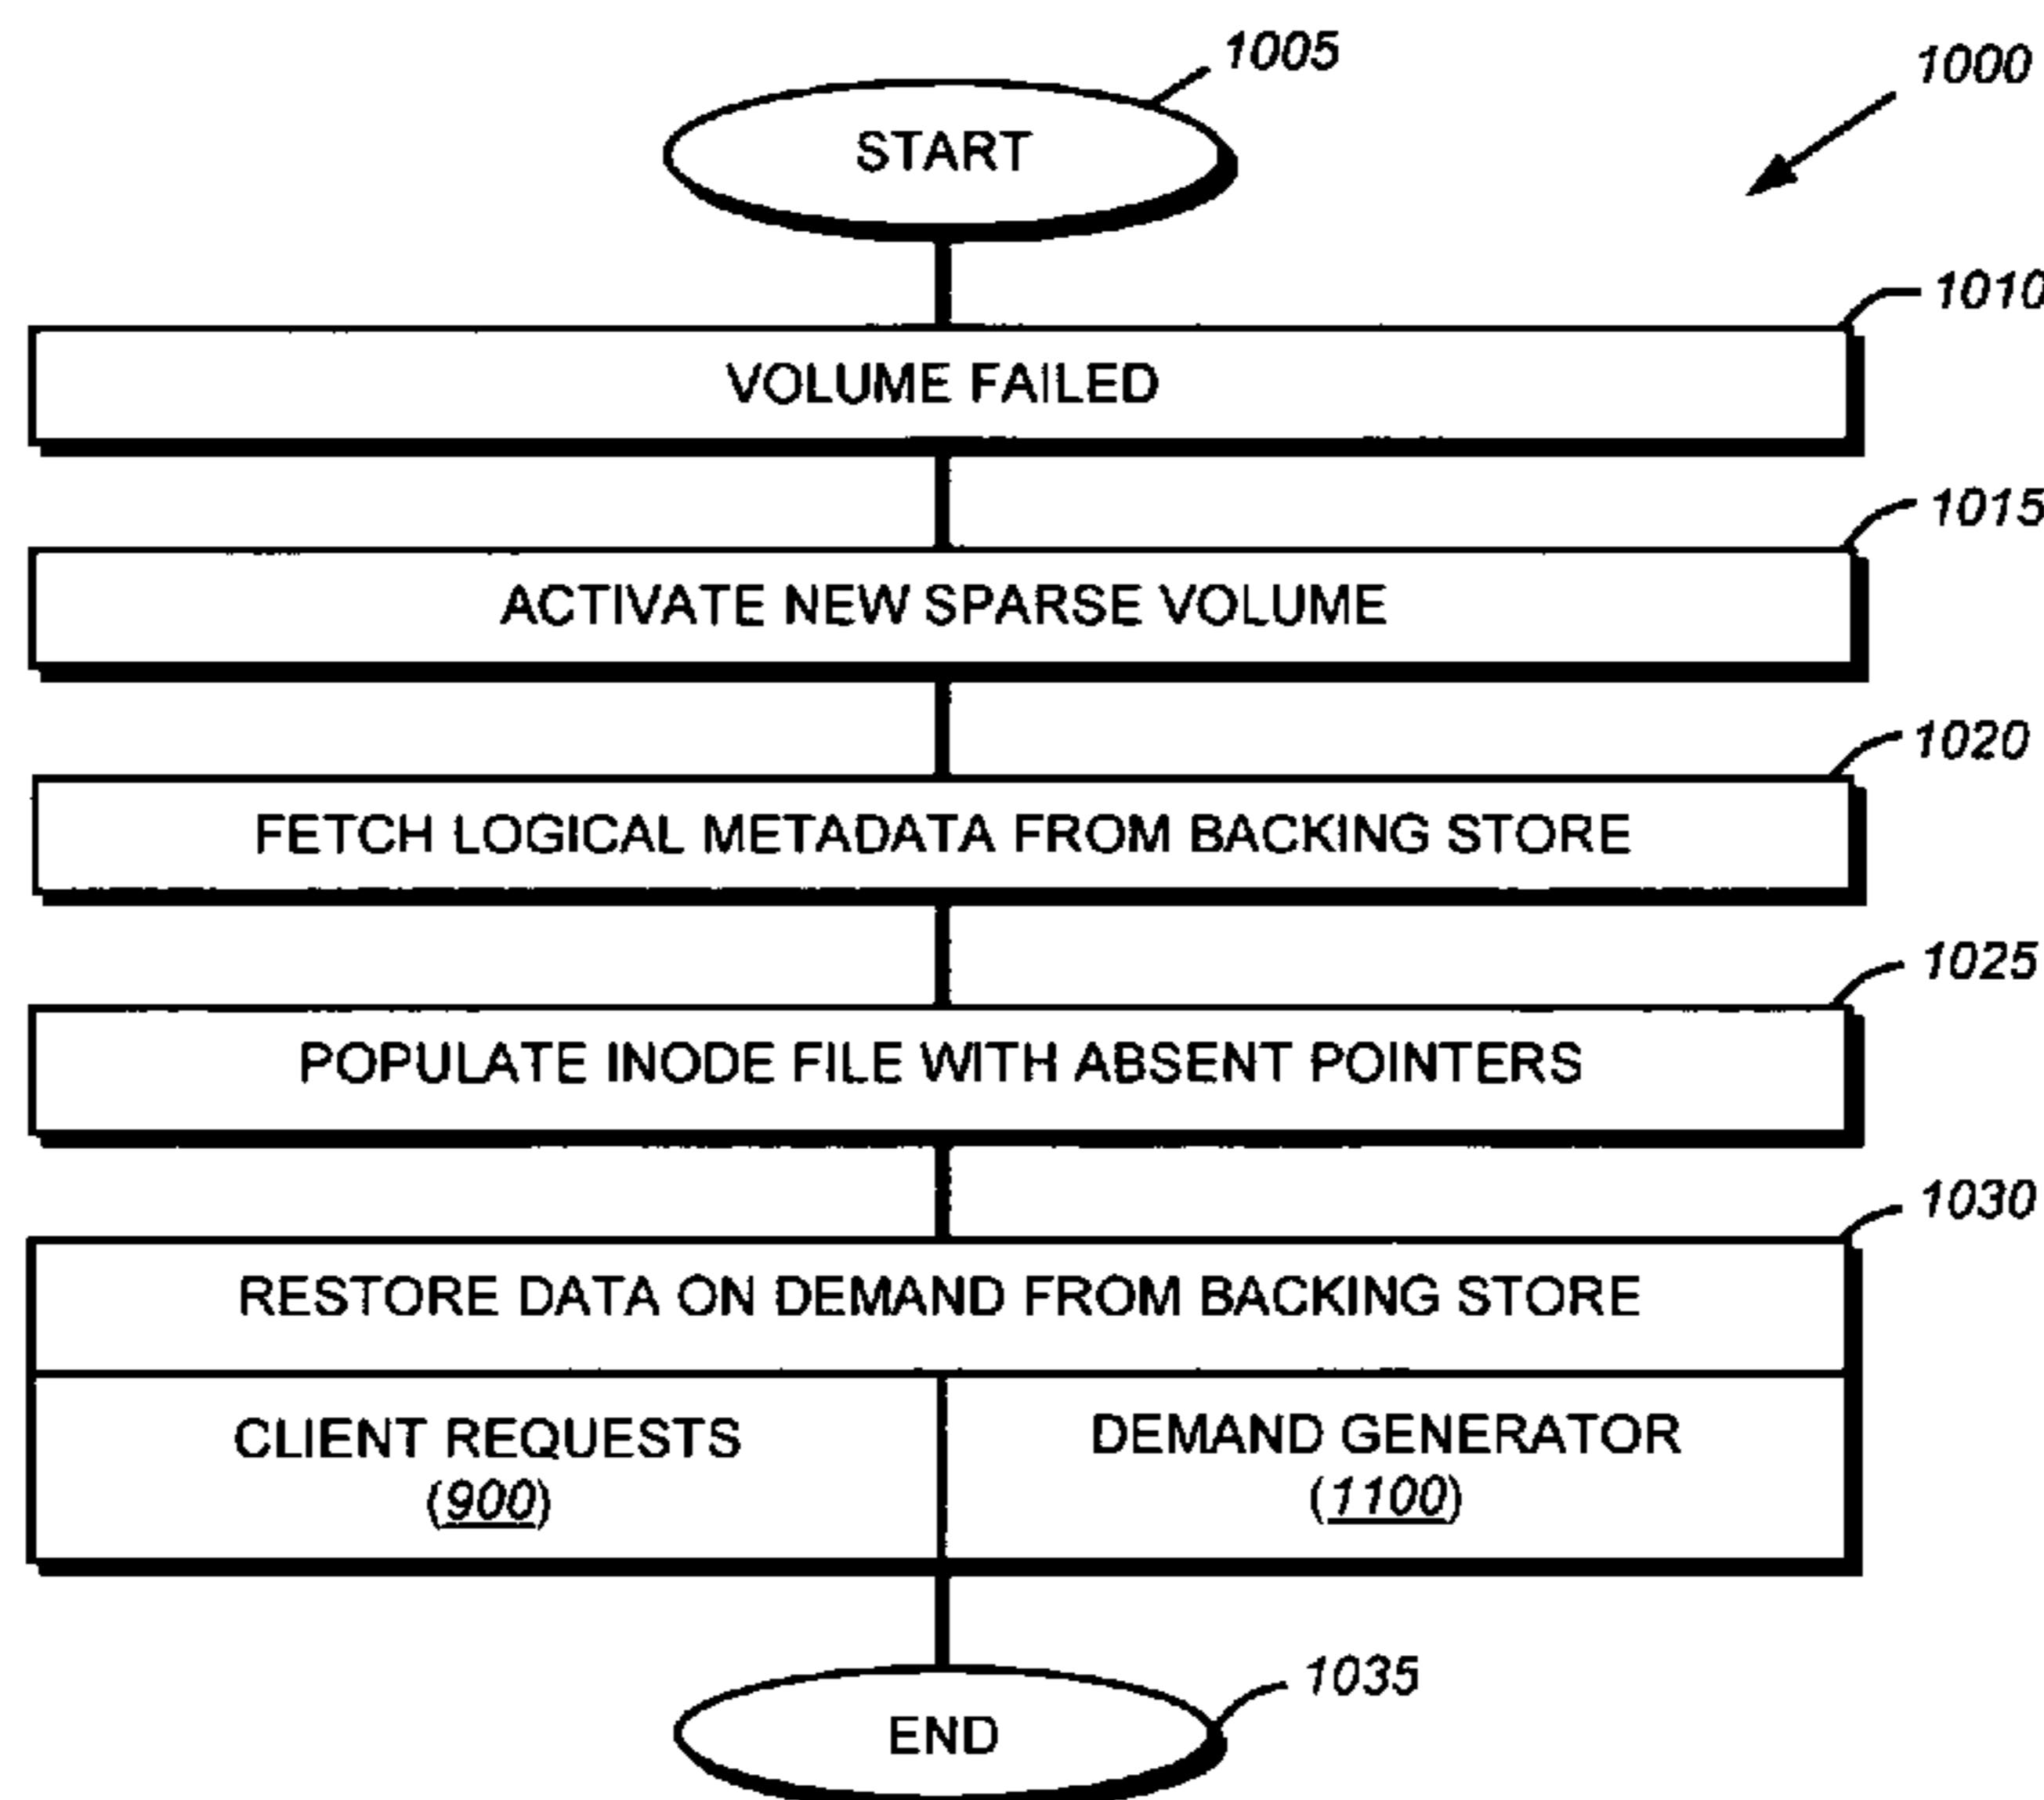 1005
1000
START
1010
VOLUME FAILED
1015
ACTIVATE NEW SPARSE VOLUME
1020
FETCH LOGICAL METADATA FROM BACKING STORE
1025
POPULATE INODE FILE WITH ABSENT POINTERS
1030
RESTORE DATA ON DEMAND FROM BACKING STORE
CLIENT REQUESTS
(900)
DEMAND GENERATOR
(1100)
1035
END